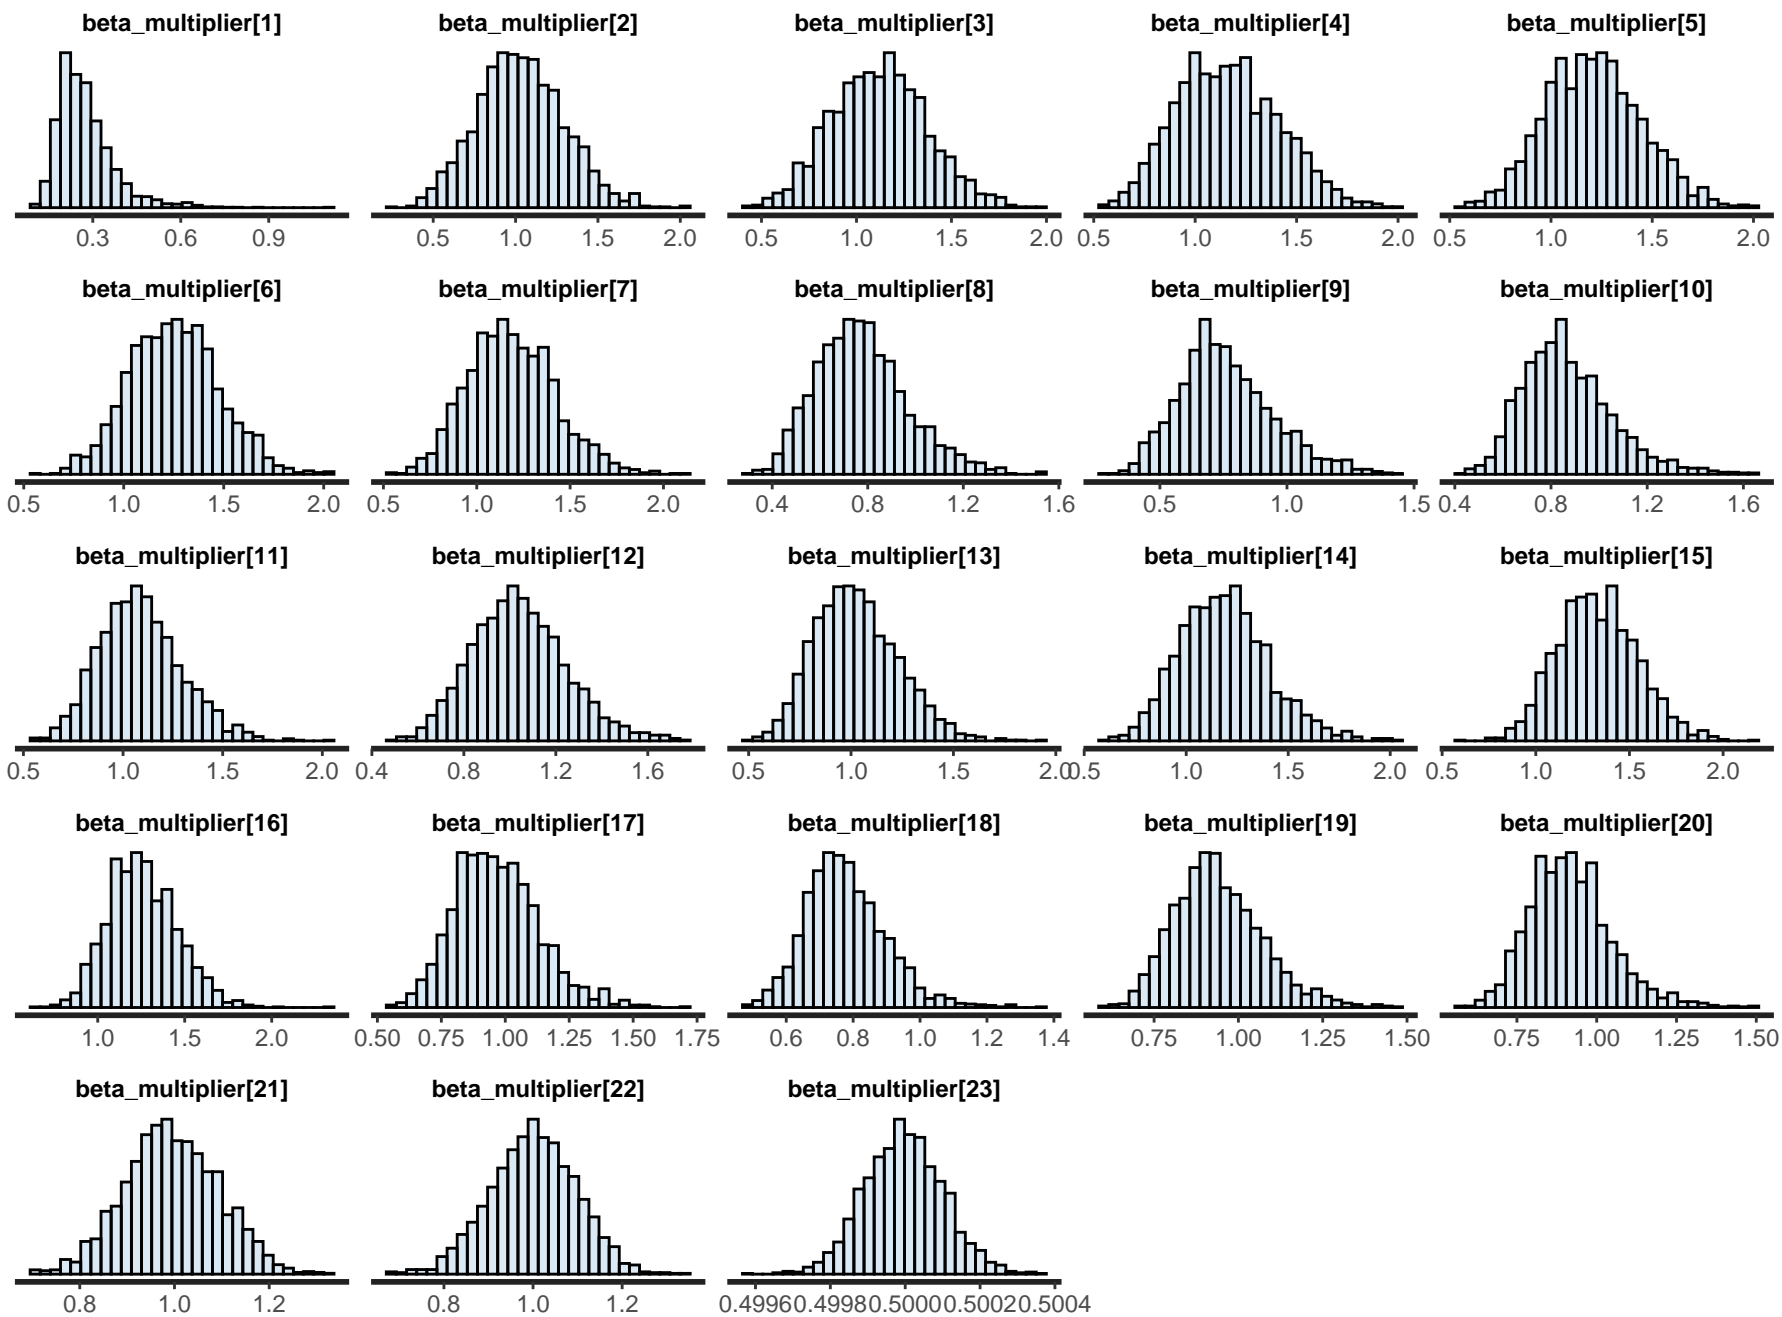 beta_multiplier[1] beta_multiplier[2] beta_multiplier[3] beta_multiplier[4] beta_multiplier[5]
0.3 0.6 0.9 0.5 1.0 1.5 2.0 0.5 1.0 1.5 2.0 0.5 1.0 1.5 2.0 0.5 1.0 1.5 2.0
beta_multiplier[6] beta_multiplier[7] beta_multiplier[8] beta_multiplier[9] beta_multiplier[10]
0.5 1.0 1.5 2.0 0.5 1.0 1.5 2.0 0.4 0.8 1.2 1.6 0.5 1.0 1.5 0.4 0.8 1.2 1.6
beta_multiplier[11] beta_multiplier[12] beta_multiplier[13] beta_multiplier[14] beta_multiplier[15]
0.5 1.0 1.5 2.0 0.4 0.8 1.2 1.6 0.5 1.0 1.5 2.0 0.5 1.0 1.5 2.0 0.5 1.0 1.5 2.0
beta_multiplier[16] beta_multiplier[17] beta_multiplier[18] beta_multiplier[19] beta_multiplier[20]
1.0 1.5 2.0 0.50 0.75 1.00 1.25 1.75 0.6 0.8 1.0 1.2 1.4 0.75 1.00 1.25 1.50 0.75 1.00 1.25 1.50
beta_multiplier[21] beta_multiplier[22] beta_multiplier[23]
0.8 1.0 1.2 0.8 1.0 1.2 0.4996 0.4998 0.5000 0.5002 0.5004